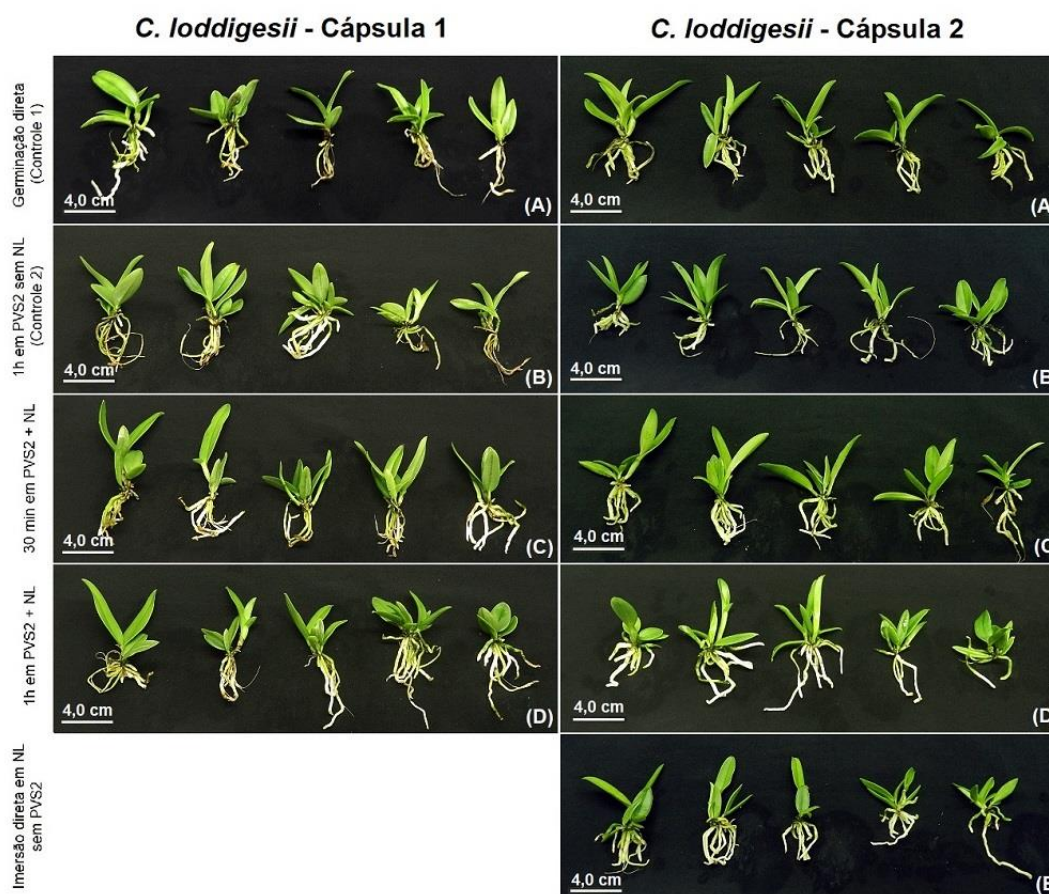 C. loddigesii - Cápsula 1
C. loddigesii - Cápsula 2
Germinação direta
(Controle 1)
4,0 cm
(A)
4,0 cm
(A
1h em PVS2 sem NL
(Controle 2)
4,0 cm
(B)
4,0 cm
(B
30 min em PVS2 + NL
4,0 cm
(C)
4,0 cm
(C
1h em PVS2 + NL
4,0 cm
(D)
4,0 cm
(D
Imersão direta em NL
sem PVS2
4,0 cm
(E